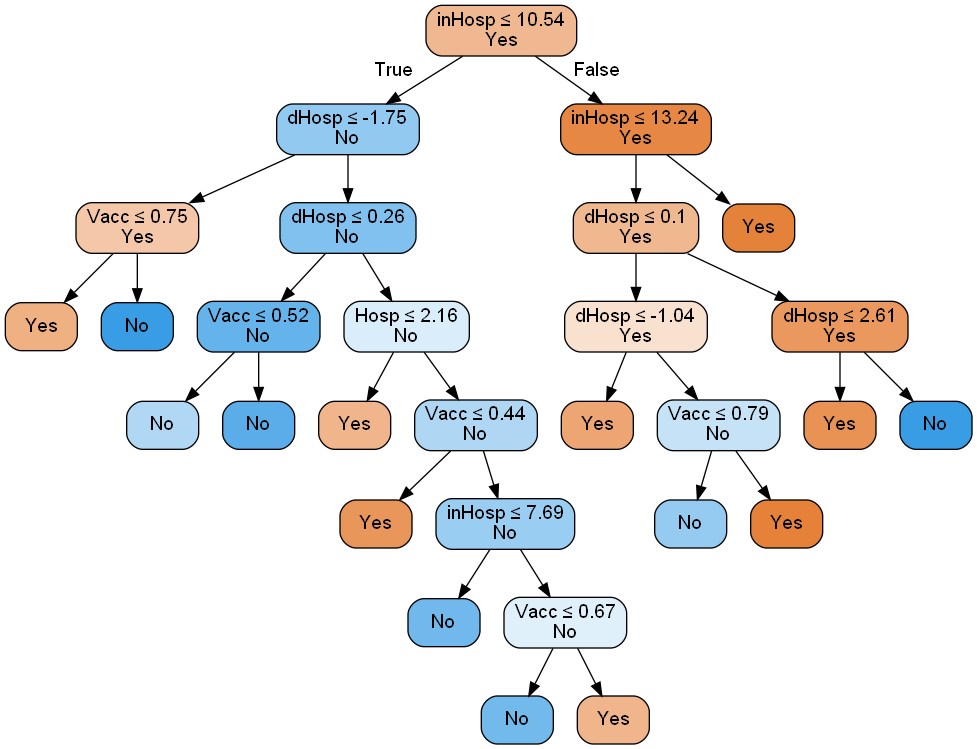 inHosp ≤ 10.54
Yes
True
False
dHosp ≤ -1.75
No
inHosp ≤ 13.24
Yes
Vacc ≤ 0.75
Yes
dHosp ≤ 0.26
No
dHosp ≤ 0.1
Yes
Yes
Yes
No
Vacc ≤ 0.52
No
Hosp ≤ 2.16
No
dHosp ≤ -1.04
Yes
dHosp ≤ 2.61
Yes
No
No
Yes
Vacc ≤ 0.44
No
Yes
Vacc ≤ 0.79
No
Yes
No
Yes
inHosp ≤ 7.69
No
No
Yes
No
Vacc ≤ 0.67
No
No
Yes